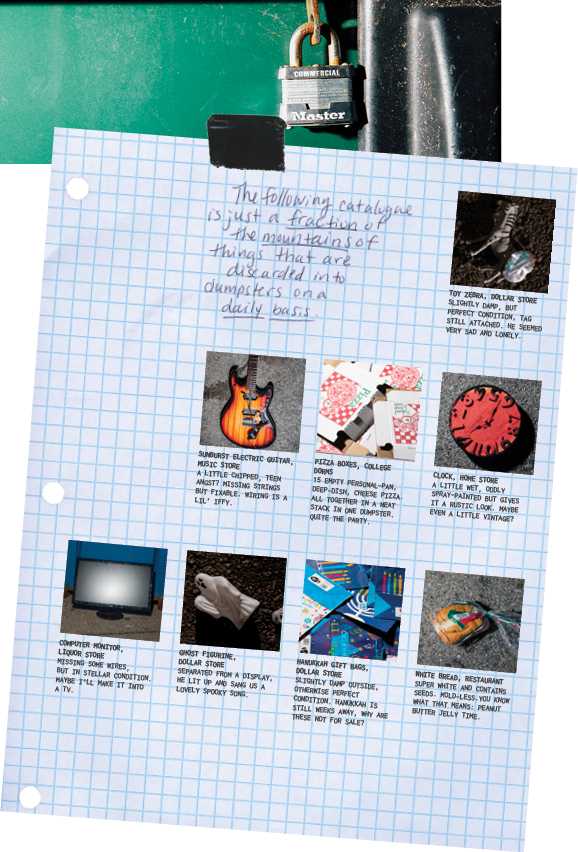 COMMERCIAL
Master
The following catalogue
is just a fraction of
the mountains of
things that are
discarded into
dumpsters on a
daily basis.
TOY ZEBRA, DOLLAR STORE
SLIGHTLY DAMP, BUT
PERFECT CONDITION, TAG
STILL ATTACHED. HE SEEMED
VERY SAD AND LONELY.
SUNBURST ELECTRIC GUITAR,
MUSIC STORE
A LITTLE CHIPPED, TEEN
ANGST? MISSING STRINGS
BUT FIXABLE. WIRING IS A
LIL' IFFY.
Pizza
PIZZA BOXES, COLLEGE
DORMS
15 EMPTY PERSONAL-PAN,
DEEP-DISH, CHEESE PIZZA.
ALL TOGETHER IN A NEAT
STACK IN ONE DUMPSTER.
QUITE THE PARTY.
CLOCK, HOME STORE
A LITTLE WET, ODDLY
SPRAY-PAINTED BUT GIVES
IT A RUSTIC LOOK. MAYBE
EVEN A LITTLE VINTAGE?
COMPUTER MONITOR,
LIQUOR STORE
MISSING SOME WIRES,
BUT IN STELLAR CONDITION.
MAYBE I'LL MAKE IT INTO
A TV.
GHOST FIGURINE,
DOLLAR STORE
SEPARATED FROM A DISPLAY,
HE LIT UP AND SANG US A
LOVELY SPOOKY SONG.
HANUKKAH GIFT BAGS,
DOLLAR STORE
SLIGHTLY DAMP OUTSIDE,
OTHERWISE PERFECT
CONDITION. HANUKKAH IS
STILL WEEKS AWAY, WHY ARE
THESE NOT FOR SALE?
WHITE BREAD, RESTAURANT
SUPER WHITE AND CONTAINS
SEEDS. MOLD-LESS. YOU KNOW
WHAT THAT MEANS: PEANUT
BUTTER JELLY TIME.